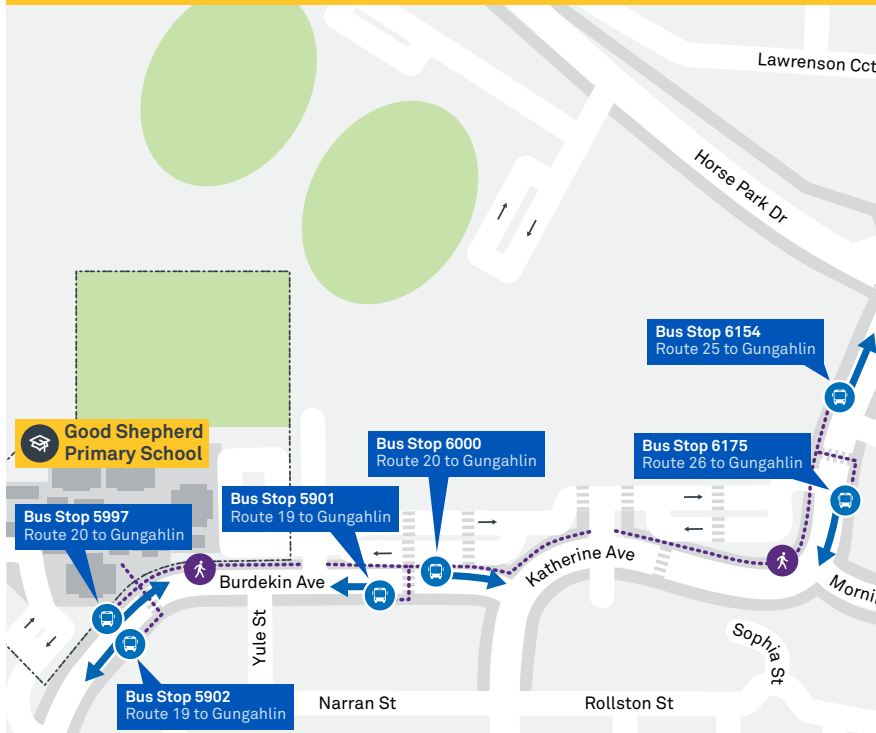 Lawrenson Cct
Horse Park Dr
Bus Stop 6154
Route 25 to Gungahlin
Good Shepherd
Primary School
Bus Stop 6000
Route 20 to Gungahlin
Bus Stop 6175
Route 26 to Gungahlin
Bus Stop 5901
Route 19 to Gungahlin
Bus Stop 5997
Route 20 to Gungahlin
Katherine Ave
Burdekin Ave
Mornin
Yule St
Sophia St
Bus Stop 5902
Route 19 to Gungahlin
Narran St
Rollston St